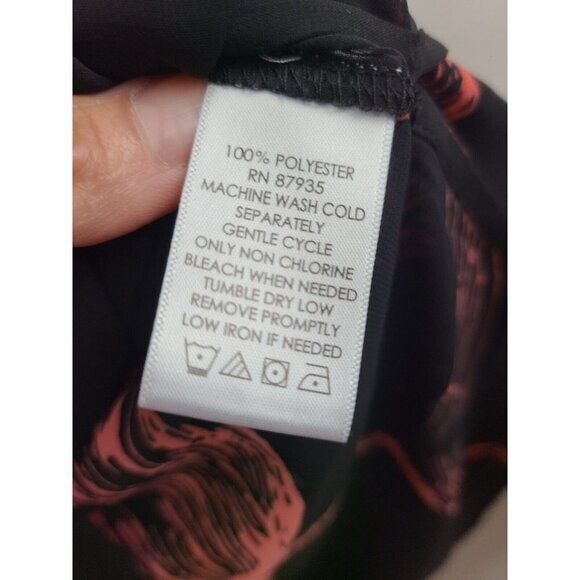 100% POLYESTER
RN 87935
MACHINE WASH COLD
SEPARATELY
GENTLE CYCLE
ONLY NON CHLORINE
BLEACH WHEN NEEDED
TUMBLE DRY LOW
REMOVE PROMPTLY
LOW IRON IF NEEDED